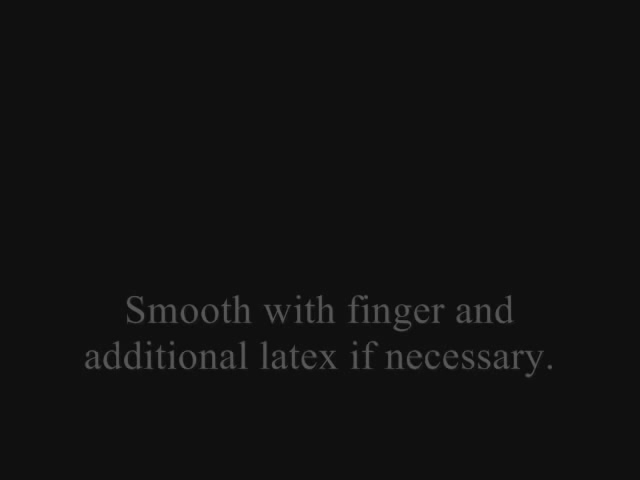 Smooth with finger and
additional latex if necessary.